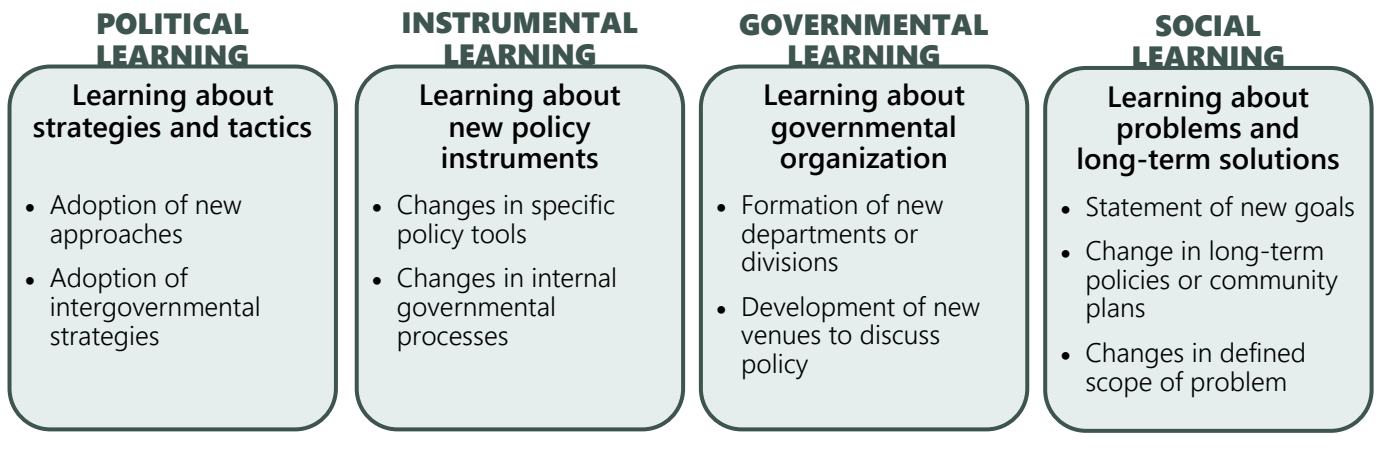 POLITICAL
LEARNING
Learning about
strategies and tactics
• Adoption of new
approaches
• Adoption of
intergovernmental
strategies
INSTRUMENTAL
LEARNING
Learning about
new policy
instruments
• Changes in specific
policy tools
• Changes in internal
governmental
processes
GOVERNMENTAL
LEARNING
Learning about
governmental
organization
• Formation of new
departments or
divisions
• Development of new
venues to discuss
policy
SOCIAL
LEARNING
Learning about
problems and
long-term solutions
• Statement of new goals
• Change in long-term
policies or community
plans
• Changes in defined
scope of problem